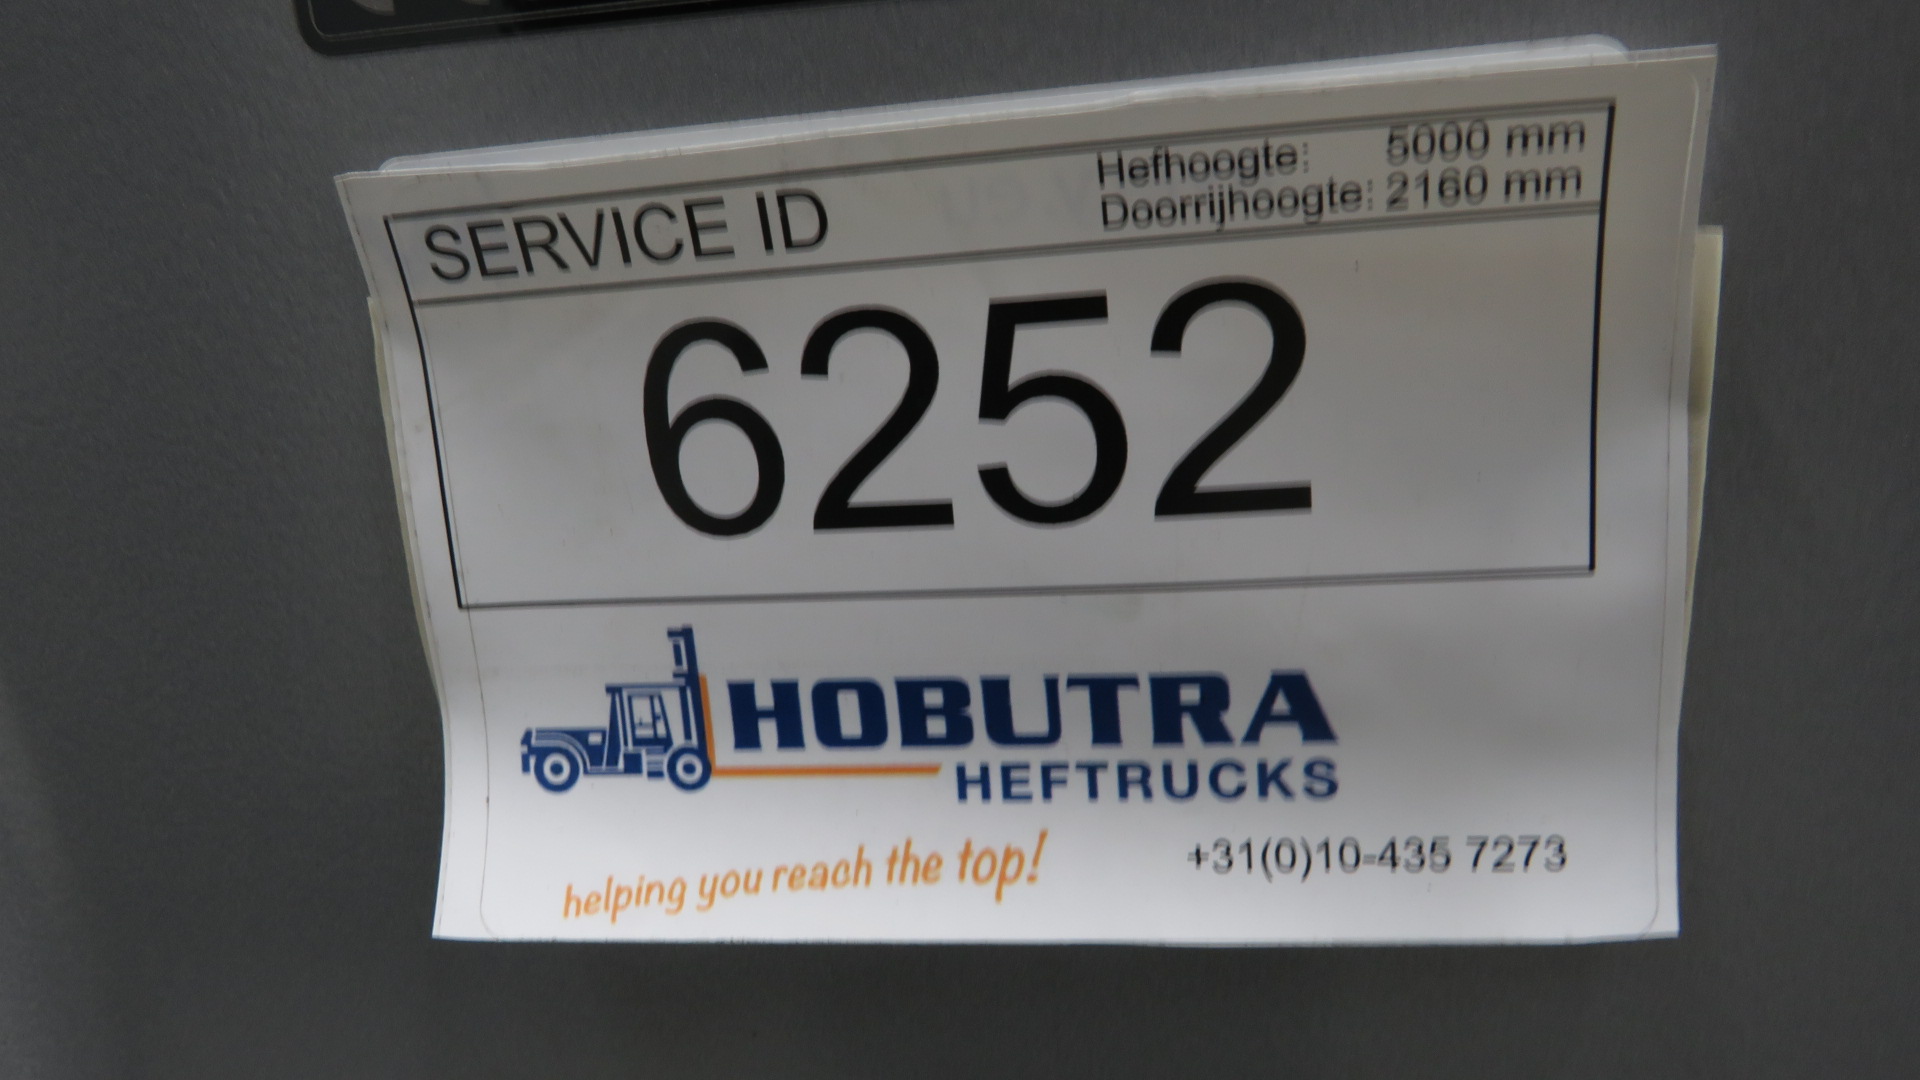 SERVICE ID
Hefhoogte: 5000 mm
Doorrijhoogte: 2160 mm
6252
HOBUTRA
HEFTRUCKS
helping you reach the top!
+31(0)10-435 7273